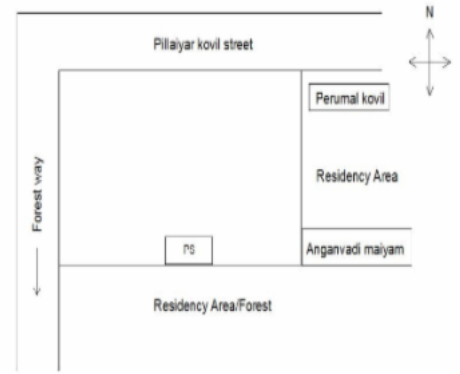 N
Pillaiyar kovil street
Perumal kovil
Forest way
Residency Area
PS
Anganvadi maiyam
Residency Area/Forest